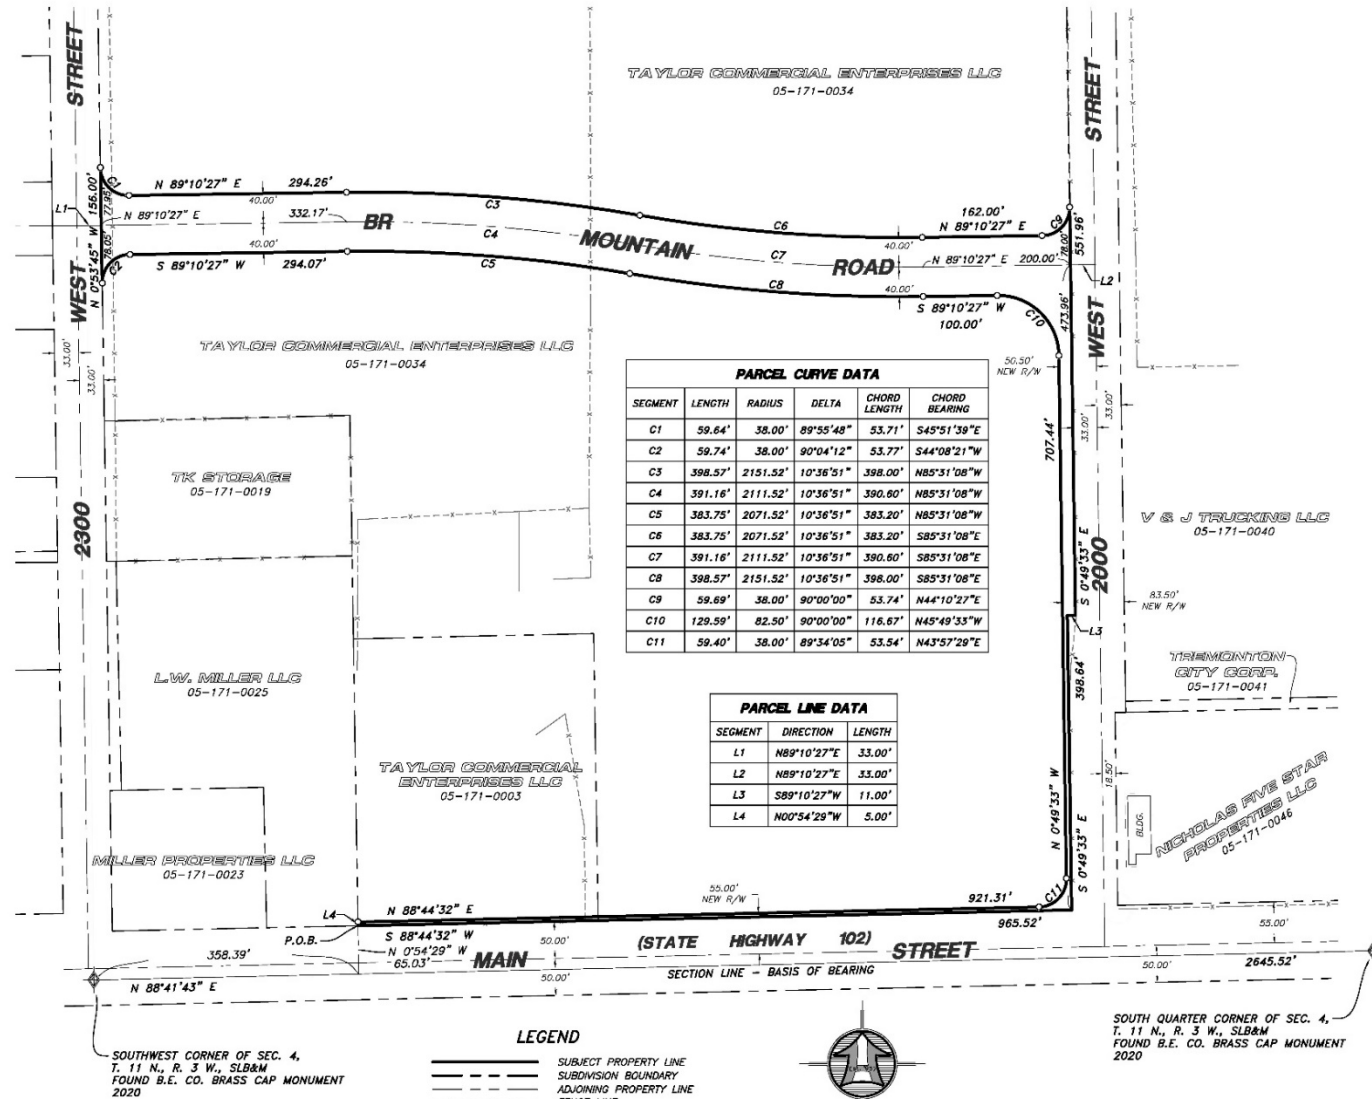 TAYLOR COMMERCIAL ENTERPRISES LLC
05-171-0034
STREET
STREET
C1
N 89°10'27" E
294.26'
C3
C6
162.00'
N 89°10'27" E
C9
551.96'
78.00'
156.00'
77.95'
L1
N 89°10'27" E
40.00'
332.17'
BR
MOUNTAIN
ROAD
C4
C7
40.00'
N 89°10'27" E
200.00'
L2
N 0°53'45" W
78.05'
C2
40.00'
S 89°10'27" W
294.07'
C5
C8
40.00'
S 89°10'27" W
100.00'
C10
473.96'
WEST
WEST
33.00'
33.00'
TAYLOR COMMERCIAL ENTERPRISES LLC
05-171-0034
50.50'
NEW R/W
33.00'
33.00'
707.44'
PARCEL CURVE DATA
SEGMENT LENGTH RADIUS DELTA CHORD LENGTH CHORD BEARING
C1 59.64' 38.00' 89°55'48" 53.71' S45°51'39"E
C2 59.74' 38.00' 90°04'12" 53.77' S44°08'21"W
C3 398.57' 2151.52' 10°36'51" 398.00' N85°31'08"W
C4 391.16' 2111.52' 10°36'51" 390.60' N85°31'08"W
C5 383.75' 2071.52' 10°36'51" 383.20' N85°31'08"W
C6 383.75' 2071.52' 10°36'51" 383.20' S85°31'08"E
C7 391.16' 2111.52' 10°36'51" 390.60' S85°31'08"E
C8 398.57' 2151.52' 10°36'51" 398.00' S85°31'08"E
C9 59.69' 38.00' 90°00'00" 53.74' N44°10'27"E
C10 129.59' 82.50' 90°00'00" 116.67' N45°49'33"W
C11 59.40' 38.00' 89°34'05" 53.54' N43°57'29"E
TK STORAGE
05-171-0019
2300
V & J TRUCKING LLC
05-171-0040
S 0°49'33" E
2000
83.50'
NEW R/W
L3
TREMONTON
CITY CORP.
05-171-0041
L.W. MILLER LLC
05-171-0025
398.64'
PARCEL LINE DATA
SEGMENT DIRECTION LENGTH
L1 N89°10'27"E 33.00'
L2 N89°10'27"E 33.00'
L3 S89°10'27"W 11.00'
L4 N00°54'29"W 5.00'
TAYLOR COMMERCIAL
ENTERPRISES LLC
05-171-0003
18.50'
N 0°49'33" W
S 0°49'33" E
BLDG.
NICHOLAS FIVE STAR
PROPERTIES LLC
05-171-0046
MILLER PROPERTIES LLC
05-171-0023
L4
N 88°44'32" E
55.00'
NEW R/W
921.31'
C11
965.52'
P.O.B.
S 88°44'32" W
N 0°54'29" W
65.03'
358.39'
N 88°41'43" E
MAIN
50.00'
50.00'
(STATE HIGHWAY 102)
STREET
SECTION LINE - BASIS OF BEARING
50.00'
55.00'
2645.52'
SOUTHWEST CORNER OF SEC. 4,
T. 11 N., R. 3 W., SLB&M
FOUND B.E. CO. BRASS CAP MONUMENT
2020
SOUTH QUARTER CORNER OF SEC. 4,
T. 11 N., R. 3 W., SLB&M
FOUND B.E. CO. BRASS CAP MONUMENT
2020
LEGEND
SUBJECT PROPERTY LINE
SUBDIVISION BOUNDARY
ADJOINING PROPERTY LINE